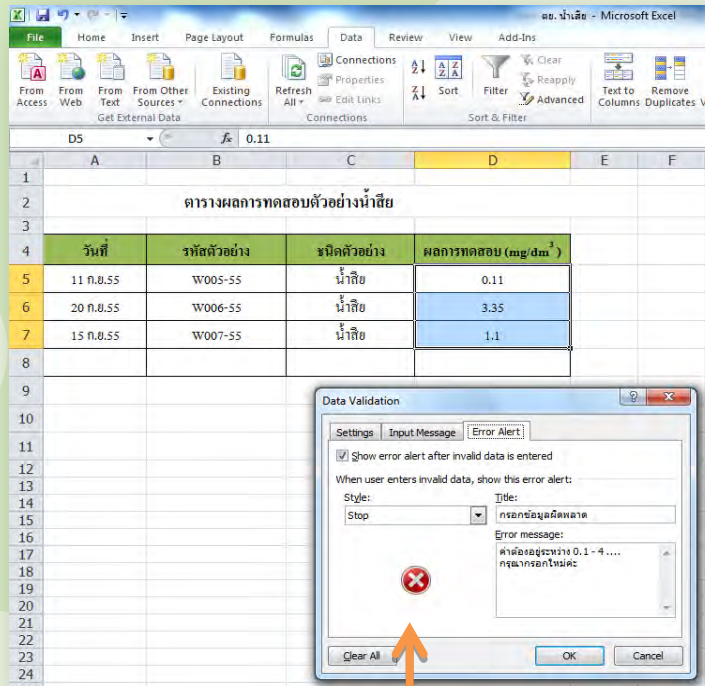 ตย. น้ำเสีย - Microsoft Excel
File Home Insert Page Layout Formulas Data Review View Add-Ins
From Access
From Web
From Text
From Other Sources
Existing Connections
Get External Data
Refresh All
Connections
Properties
Edit Links
Connections
Sort
Filter
Clear
Reapply
Advanced
Sort & Filter
Text to Columns
Remove Duplicates
D5 fx 0.11
A B C D E F
1
2 ตารางผลการทดสอบตัวอย่างน้ำเสีย
3
4 วันที่ รหัสตัวอย่าง ชนิดตัวอย่าง ผลการทดสอบ (mg/dm³)
5 11 ก.ย.55 W005-55 น้ำเสีย 0.11
6 20 ก.ย.55 W006-55 น้ำเสีย 3.35
7 15 ก.ย.55 W007-55 น้ำเสีย 1.1
8
9
10
11
12
13
14
15
16
17
18
19
20
21
22
23
24
Data Validation
Settings Input Message Error Alert
Show error alert after invalid data is entered
When user enters invalid data, show this error alert:
Style: Title:
Stop กรอกข้อมูลผิดพลาด
Error message:
ค่าต้องอยู่ระหว่าง 0.1 - 4 ....
กรุณากรอกใหม่ค่ะ
Clear All OK Cancel